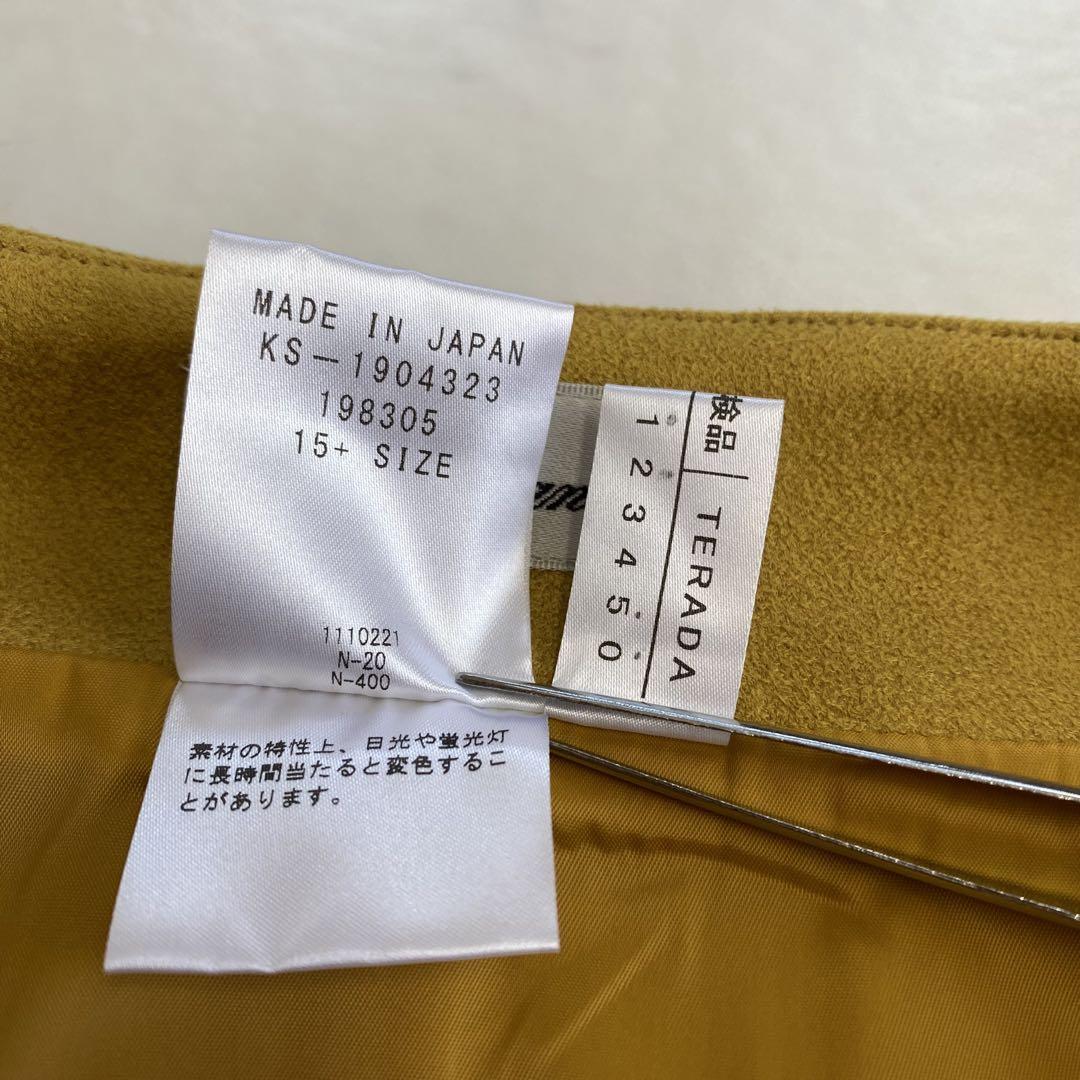 MADE IN JAPAN
KS-1904323
198305
15+ SIZE
1110221
N-20
N-400
素材の特性上、日光や蛍光灯
に長時間当たると変色するこ
とがあります。
検品 TERADA
1 2 3 4 5 0